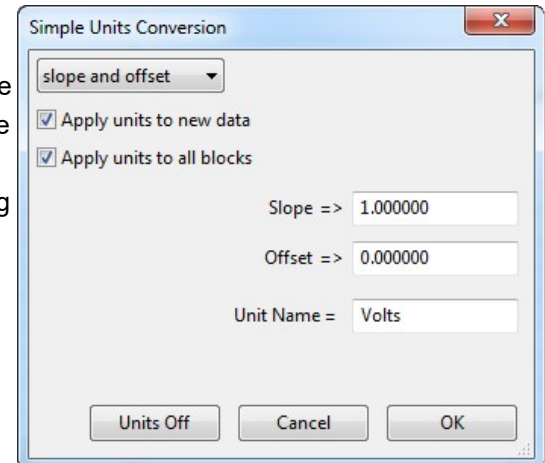 Simple Units Conversion
slope and offset
Apply units to new data
Apply units to all blocks
Slope => 1.000000
Offset => 0.000000
Unit Name = Volts
Units Off Cancel OK